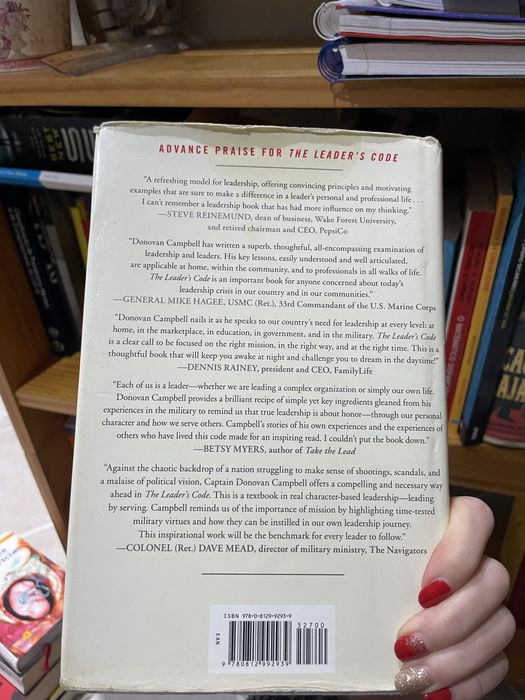 ADVANCE PRAISE FOR THE LEADER'S CODE
"A refreshing model for leadership, offering convincing principles and motivating
examples that are sure to make a difference in a leader's personal and professional life . . .
I can't remember a leadership book that has had more influence on my thinking."
—STEVE REINEMUND, dean of business, Wake Forest University,
and retired chairman and CEO, PepsiCo
"Donovan Campbell has written a superb, thoughtful, all-encompassing examination of
leadership and leaders. His key lessons, easily understood and well articulated,
are applicable at home, within the community, and to professionals in all walks of life.
The Leader's Code is an important book for anyone concerned about today's
leadership crisis in our country and in our communities."
—GENERAL MIKE HAGEE, USMC (Ret.), 33rd Commandant of the U.S. Marine Corps
"Donovan Campbell nails it as he speaks to our country's need for leadership at every level: at
home, in the marketplace, in education, in government, and in the military. The Leader's Code
is a clear call to be focused on the right mission, in the right way, and at the right time. This is a
thoughtful book that will keep you awake at night and challenge you to dream in the daytime!"
—DENNIS RAINEY, president and CEO, FamilyLife
"Each of us is a leader—whether we are leading a complex organization or simply our own life.
Donovan Campbell provides a brilliant recipe of simple yet key ingredients gleaned from his
experiences in the military to remind us that true leadership is about honor—through our personal
character and how we serve others. Campbell's stories of his own experiences and the experiences of
others who have lived this code made for an inspiring read. I couldn't put the book down."
—BETSY MYERS, author of Take the Lead
"Against the chaotic backdrop of a nation struggling to make sense of shootings, scandals, and
a malaise of political vision, Captain Donovan Campbell offers a compelling and necessary way
ahead in The Leader's Code. This is a textbook in real character-based leadership—leading
by serving. Campbell reminds us of the importance of mission by highlighting time-tested
military virtues and how they can be instilled in our own leadership journey.
This inspirational work will be the benchmark for every leader to follow."
—COLONEL (Ret.) DAVE MEAD, director of military ministry, The Navigators
ISBN 978-0-8129-9293-9
52700
EAN
9 780812 992939